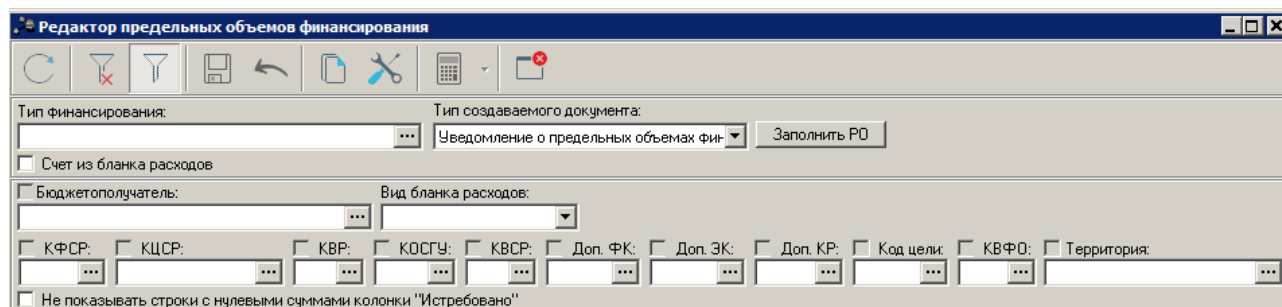 Редактор предельных объемов финансирования
Тип финансирования: Тип создаваемого документа:
Уведомление о предельных объемах фин Заполнить РО
Счет из бланка расходов
Бюджетополучатель: Вид бланка расходов:
КФСР: КЦСР: КВР: КОСГУ: КВСР: Доп. ФК: Доп. ЭК: Доп. КР: Код цели: КВФО: Территория:
Не показывать строки с нулевыми суммами колонки "Истребовано"